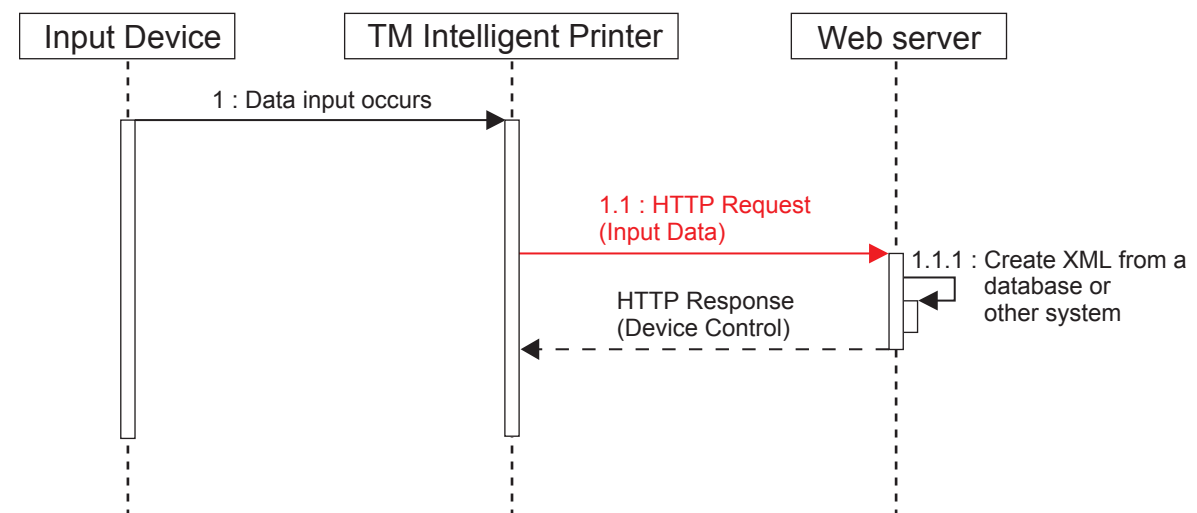 Input Device
TM Intelligent Printer
Web server
1 : Data input occurs
1.1 : HTTP Request
(Input Data)
1.1.1 : Create XML from a
database or
other system
HTTP Response
(Device Control)